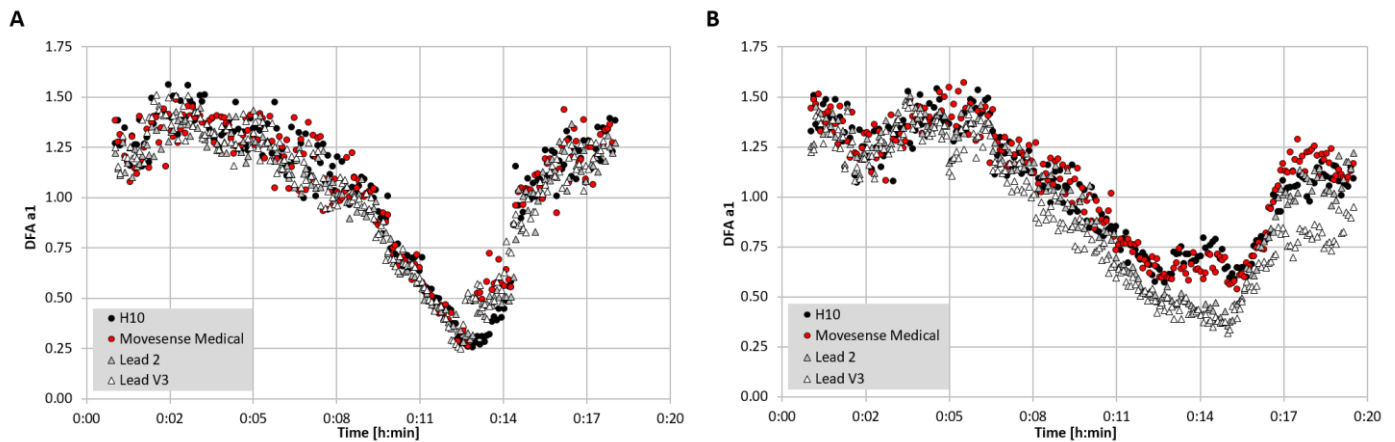 A
1.75
1.50
1.25
1.00
0.75
0.50
0.25
0.00
DFA a1
H10
Movesense Medical
Lead 2
Lead V3
0:00 0:02 0:05 0:08 0:11 0:14 0:17 0:20
Time [h:min]
B
1.75
1.50
1.25
1.00
0.75
0.50
0.25
0.00
DFA a1
H10
Movesense Medical
Lead 2
Lead V3
0:00 0:02 0:05 0:08 0:11 0:14 0:17 0:20
Time [h:min]